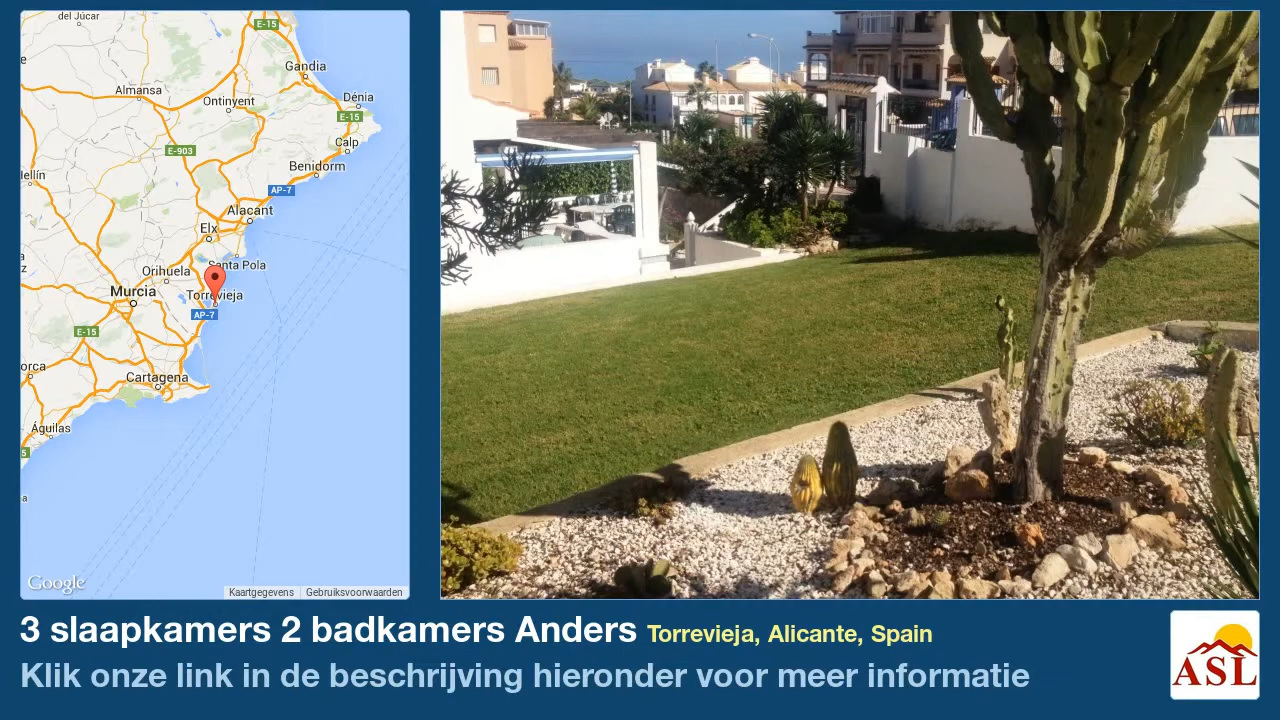 del Júcar
E-15
Gandia
Almansa
Ontinyent
Dénia
E-15
Calp
E-903
Benidorm
ellín
AP-7
Alacant
Elx
a
z
Orihuela
Santa Pola
Murcia
Torrevieja
AP-7
E-15
orca
Cartagena
Águilas
5
a
Google
Kaartgegevens
Gebruiksvoorwaarden
3 slaapkamers 2 badkamers Anders Torrevieja, Alicante, Spain
Klik onze link in de beschrijving hieronder voor meer informatie
ASL